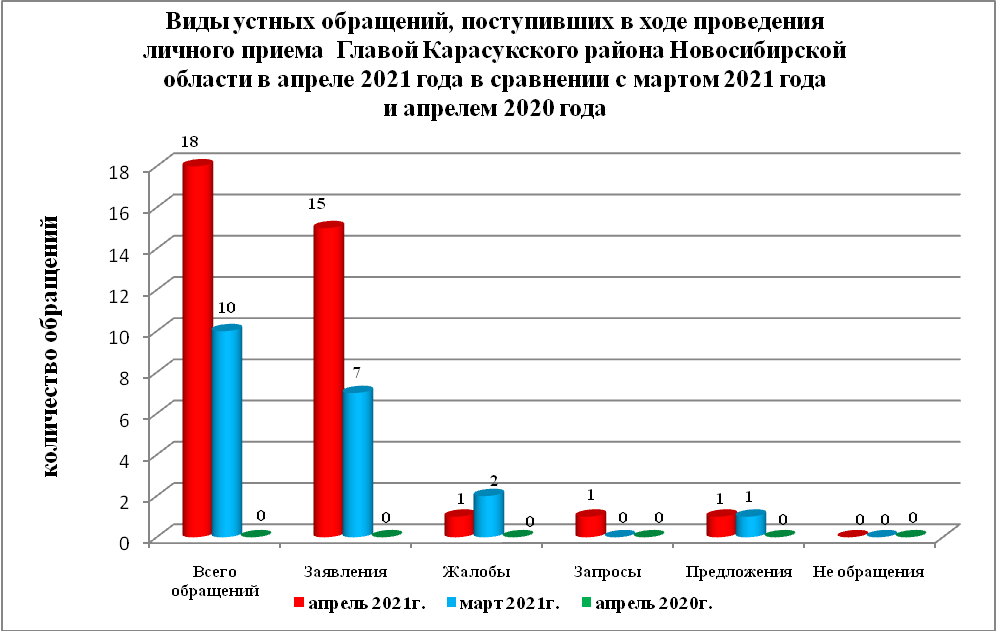 Виды устных обращений, поступивших в ходе проведения
личного приема Главой Карасукского района Новосибирской
области в апреле 2021 года в сравнении с мартом 2021 года
и апрелем 2020 года
количество обращений
18
16
14
12
10
8
6
4
2
0
18
10
0
15
7
0
1
2
0
1
0
0
1
1
0
0
0
0
Всего
обращений
Заявления
Жалобы
Запросы
Предложения
Не обращения
апрель 2021г.
март 2021г.
апрель 2020г.